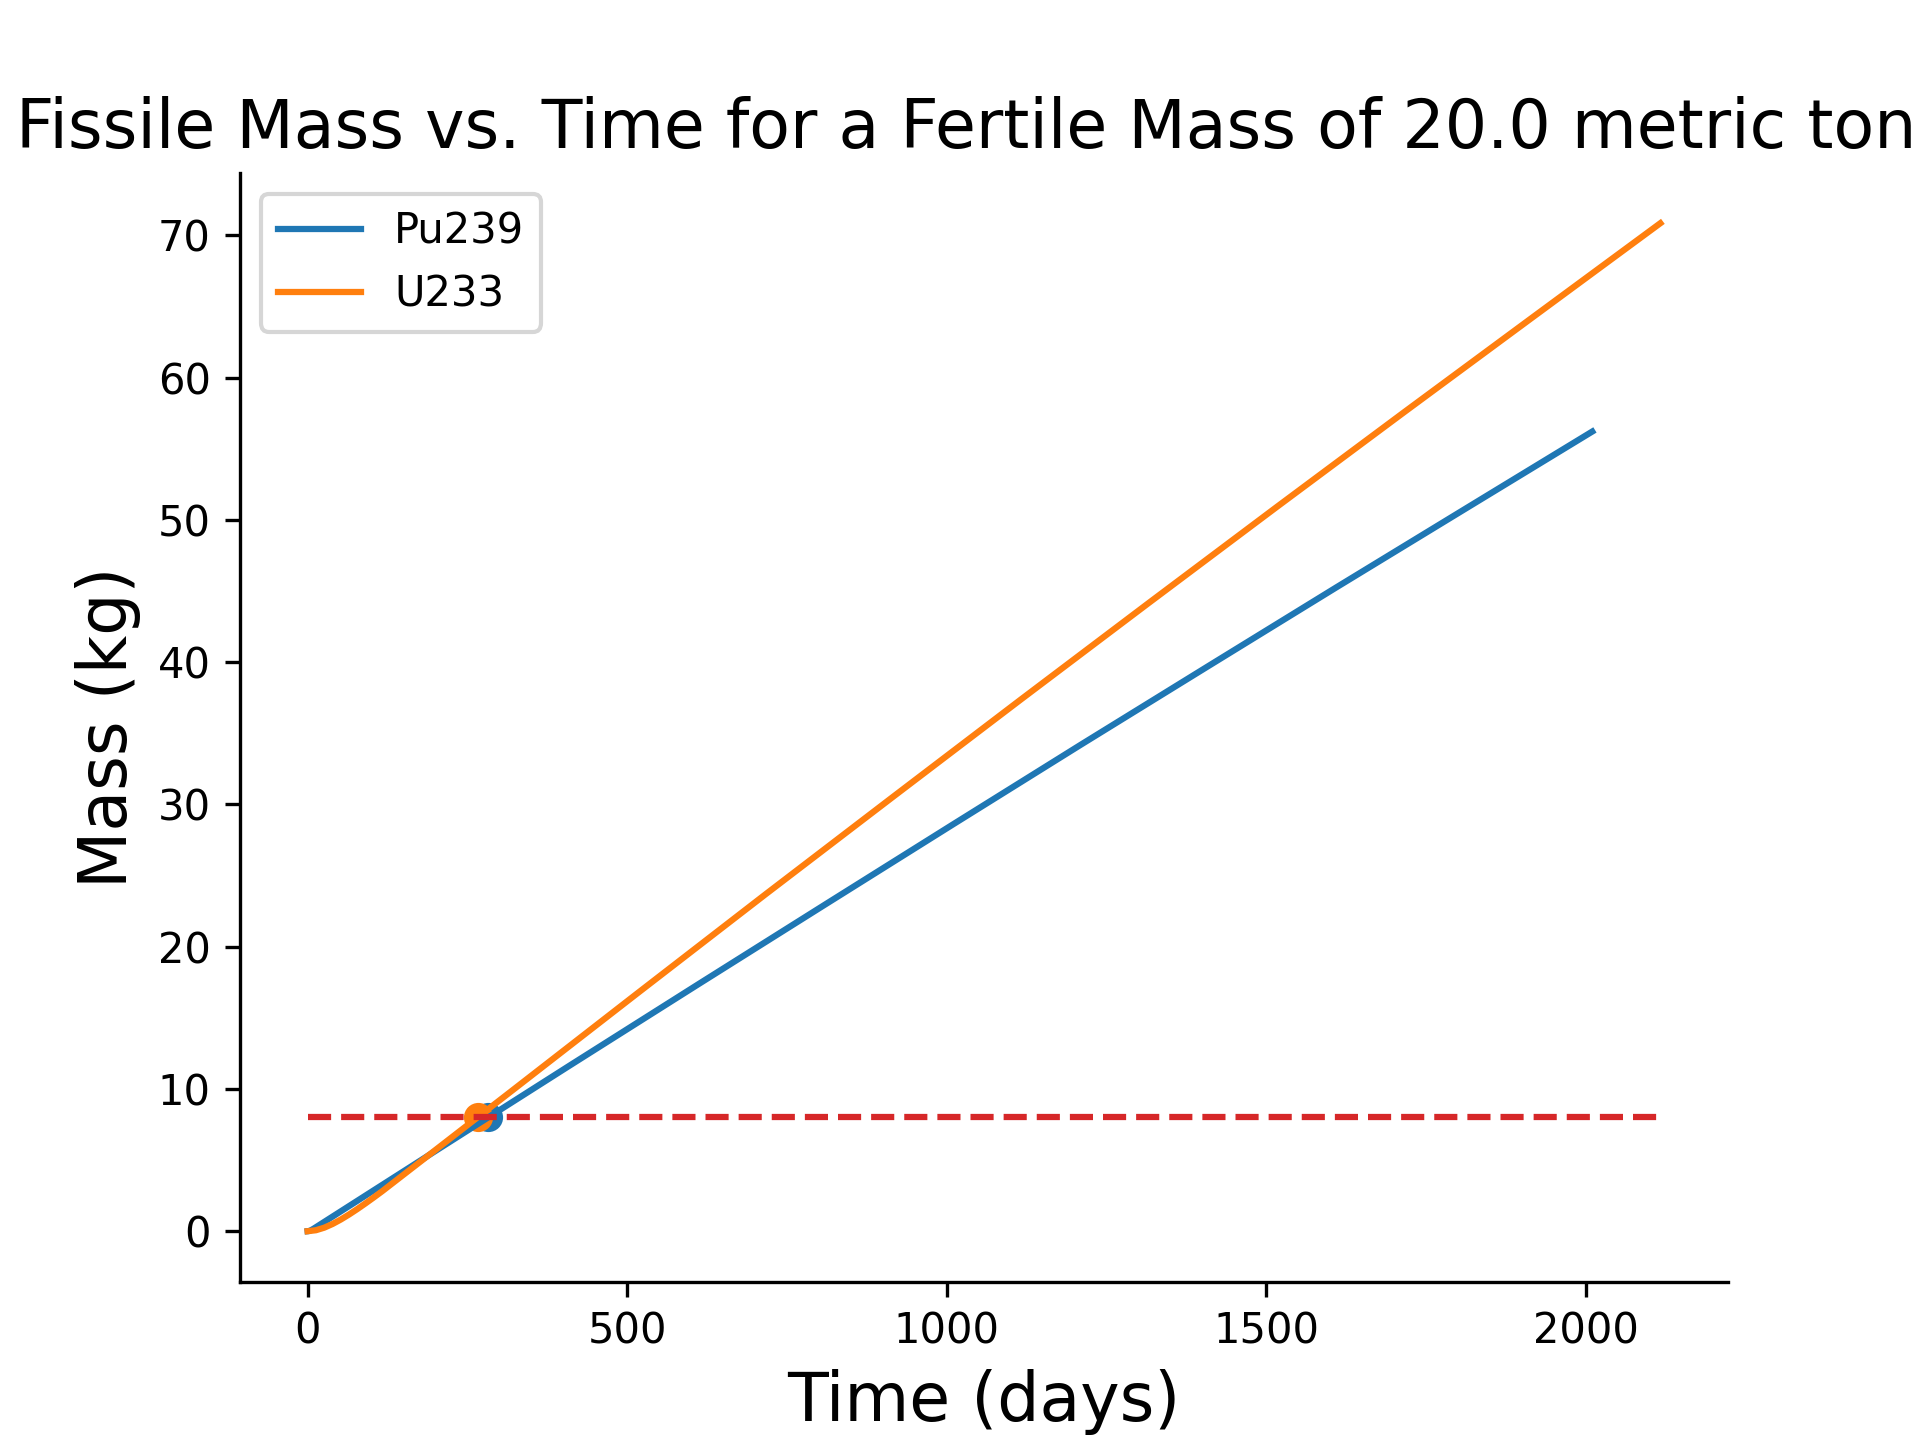 Fissile Mass vs. Time for a Fertile Mass of 20.0 metric ton
Pu239
U233
70
60
50
40
30
20
10
0
Mass (kg)
0 500 1000 1500 2000
Time (days)